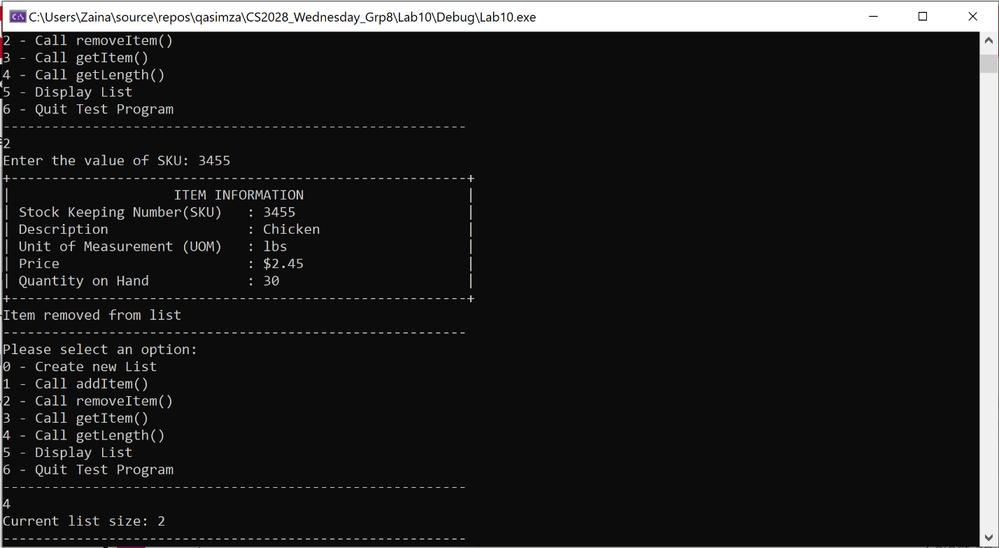 C:\Users\Zaina\source\repos\qasimza\CS2028_Wednesday_Grp8\Lab10\Debug\Lab10.exe
2 - Call removeItem()
3 - Call getItem()
4 - Call getLength()
5 - Display List
6 - Quit Test Program
---------------------------------------------------------
2
Enter the value of SKU: 3455
+--------------------------------------------------------+
|                    ITEM INFORMATION                    |
| Stock Keeping Number(SKU)   : 3455                     |
| Description                 : Chicken                  |
| Unit of Measurement (UOM)   : lbs                      |
| Price                       : $2.45                    |
| Quantity on Hand            : 30                       |
+--------------------------------------------------------+
Item removed from list
---------------------------------------------------------
Please select an option:
0 - Create new List
1 - Call addItem()
2 - Call removeItem()
3 - Call getItem()
4 - Call getLength()
5 - Display List
6 - Quit Test Program
---------------------------------------------------------
4
Current list size: 2
---------------------------------------------------------